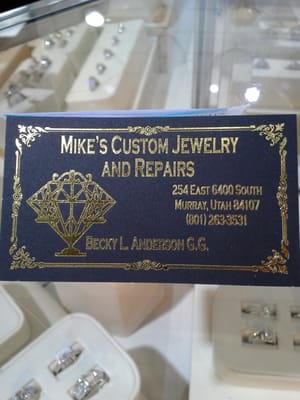 MIKE'S CUSTOM JEWELRY
AND REPAIRS
254 EAST 6400 SOUTH
MURRAY, UTAH 84107
(801) 263-3531
BECKY L. ANDERSON G.G.